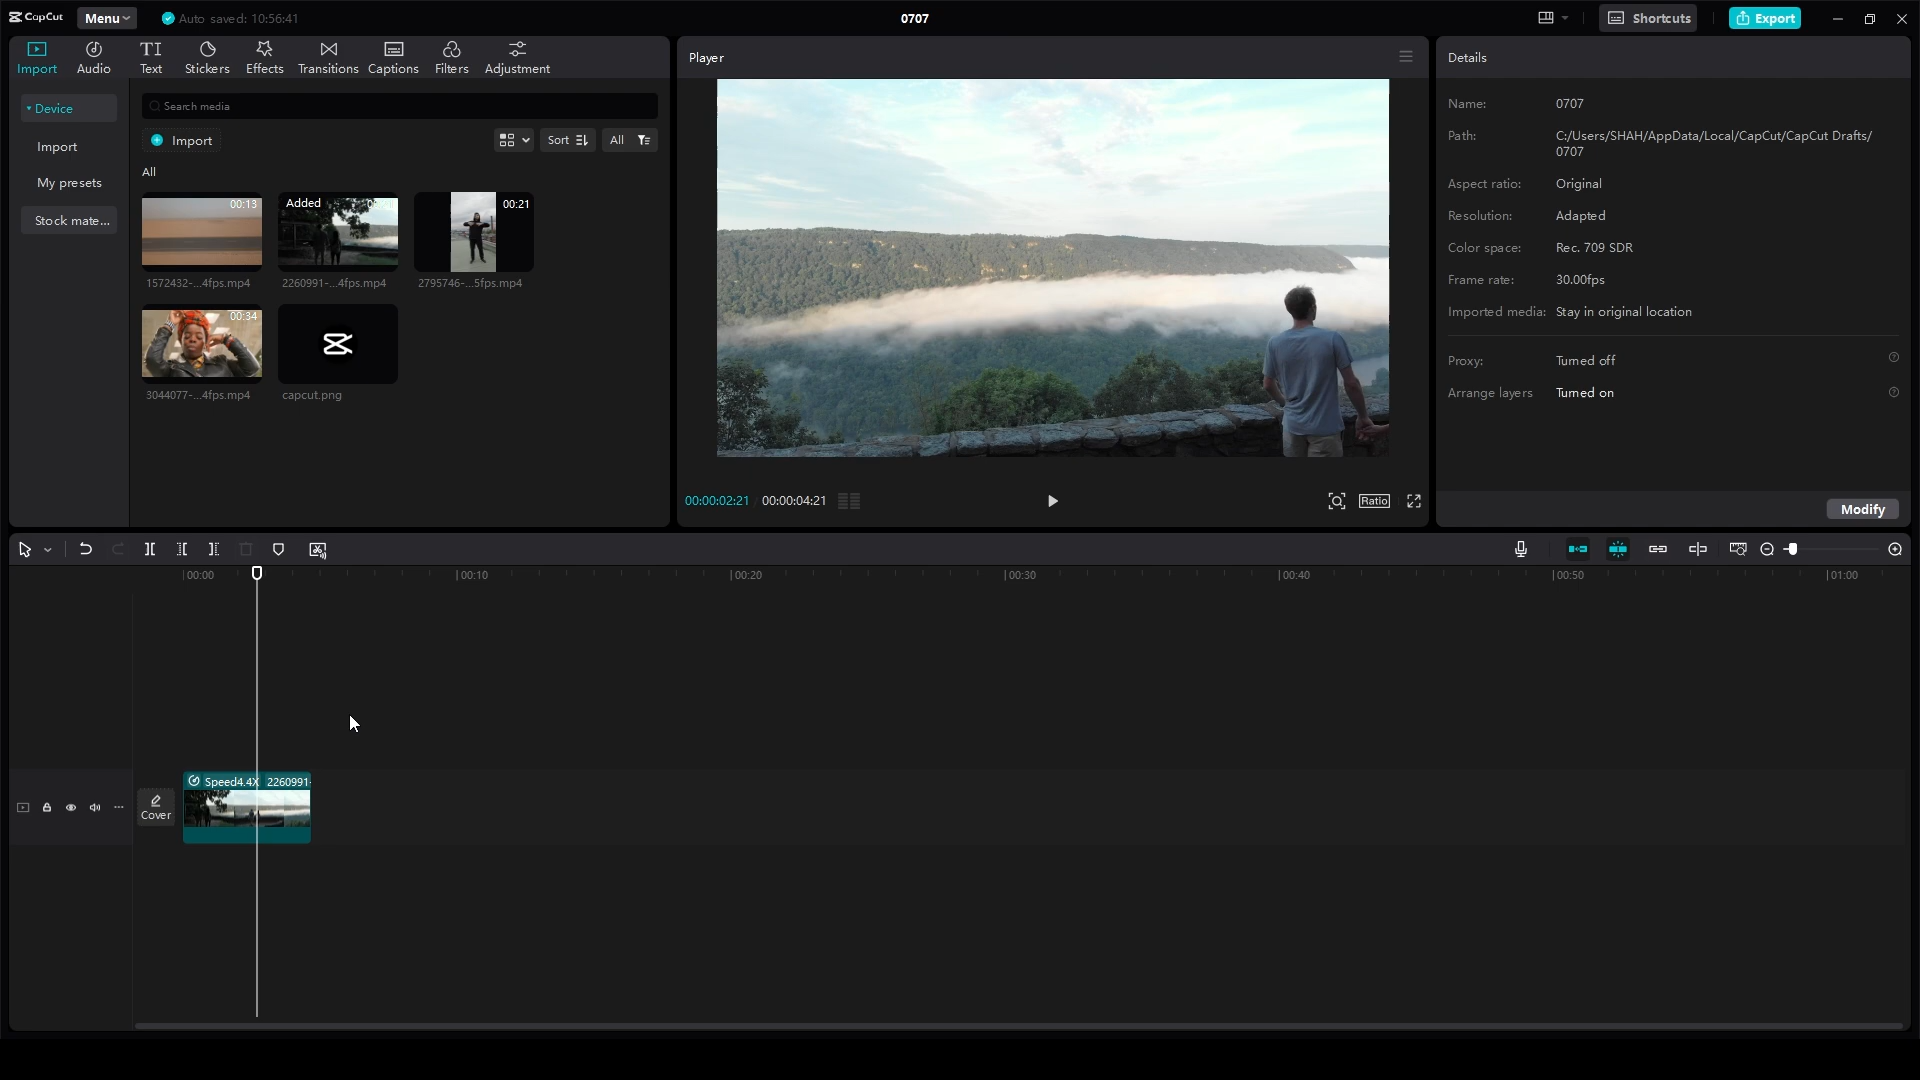 CapCut
Menu
Auto saved: 10:56:41
0707
Shortcuts
Export
Import
Audio
TI
Text
Stickers
Effects
Transitions
Captions
Filters
Adjustment
Device
Import
My presets
Stock mate...
Search media
Import
Sort
All
All
00:13
Added
00:21
1572432-...4fps.mp4
2260991-...4fps.mp4
2795746-...5fps.mp4
00:34
3044077-...4fps.mp4
capcut.png
Player
00:00:02:21
00:00:04:21
Ratio
Details
Name: 0707
Path: C:/Users/SHAH/AppData/Local/CapCut/CapCut Drafts/
0707
Aspect ratio: Original
Resolution: Adapted
Color space: Rec. 709 SDR
Frame rate: 30.00fps
Imported media: Stay in original location
Proxy: Turned off
Arrange layers Turned on
Modify
00:00
00:10
00:20
00:30
00:40
00:50
01:00
Speed4.4X 2260991-
Cover